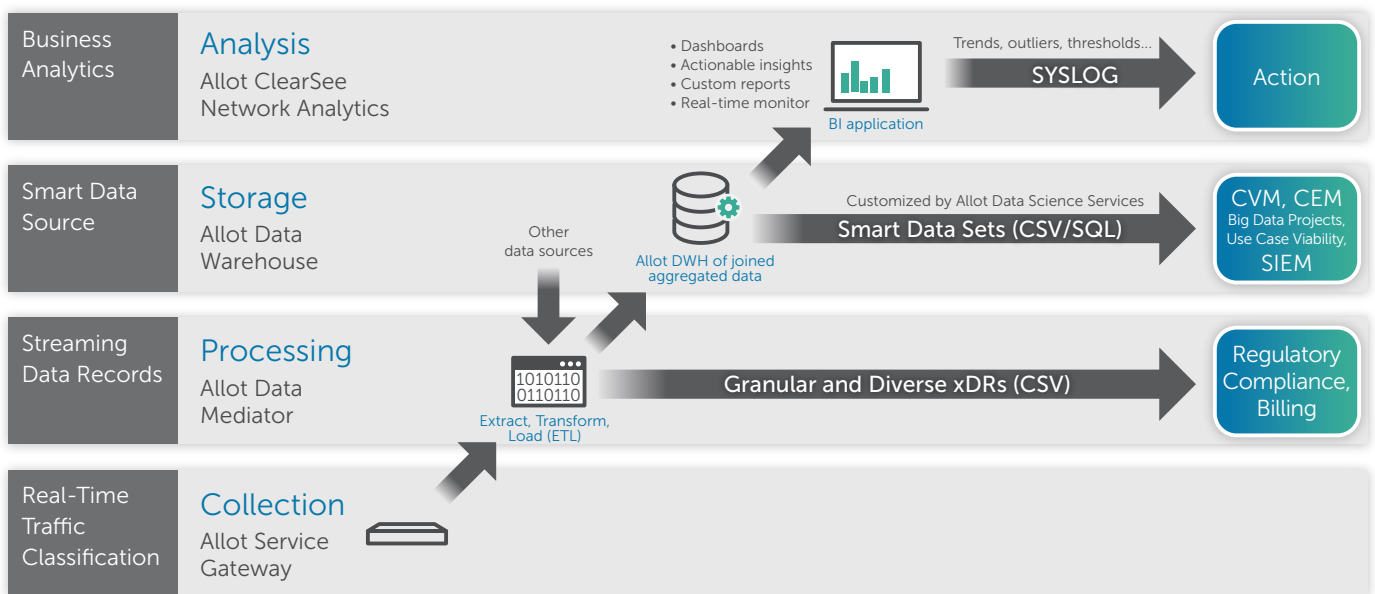 Business
Analytics
Analysis
Allot ClearSee
Network Analytics
• Dashboards
• Actionable insights
• Custom reports
• Real-time monitor
BI application
Trends, outliers, thresholds...
SYSLOG
Action
Smart Data
Source
Storage
Allot Data
Warehouse
Other
data sources
Allot DWH of joined
aggregated data
Customized by Allot Data Science Services
Smart Data Sets (CSV/SQL)
CVM, CEM
Big Data Projects,
Use Case Viability,
SIEM
Streaming
Data Records
Processing
Allot Data
Mediator
1010110
0110110
Extract, Transform,
Load (ETL)
Granular and Diverse xDRs (CSV)
Regulatory
Compliance,
Billing
Real-Time
Traffic
Classification
Collection
Allot Service
Gateway